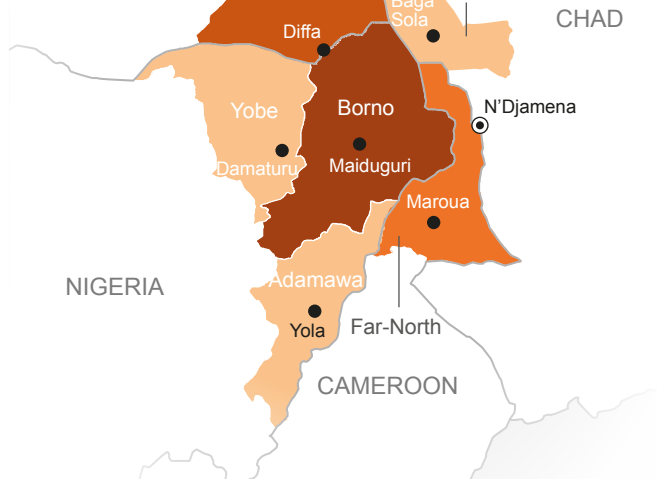 Baga
Sola
CHAD
Diffa
N'Djamena
Yobe
Borno
Damaturu
Maiduguri
Maroua
NIGERIA
Adamawa
Yola
Far-North
CAMEROON